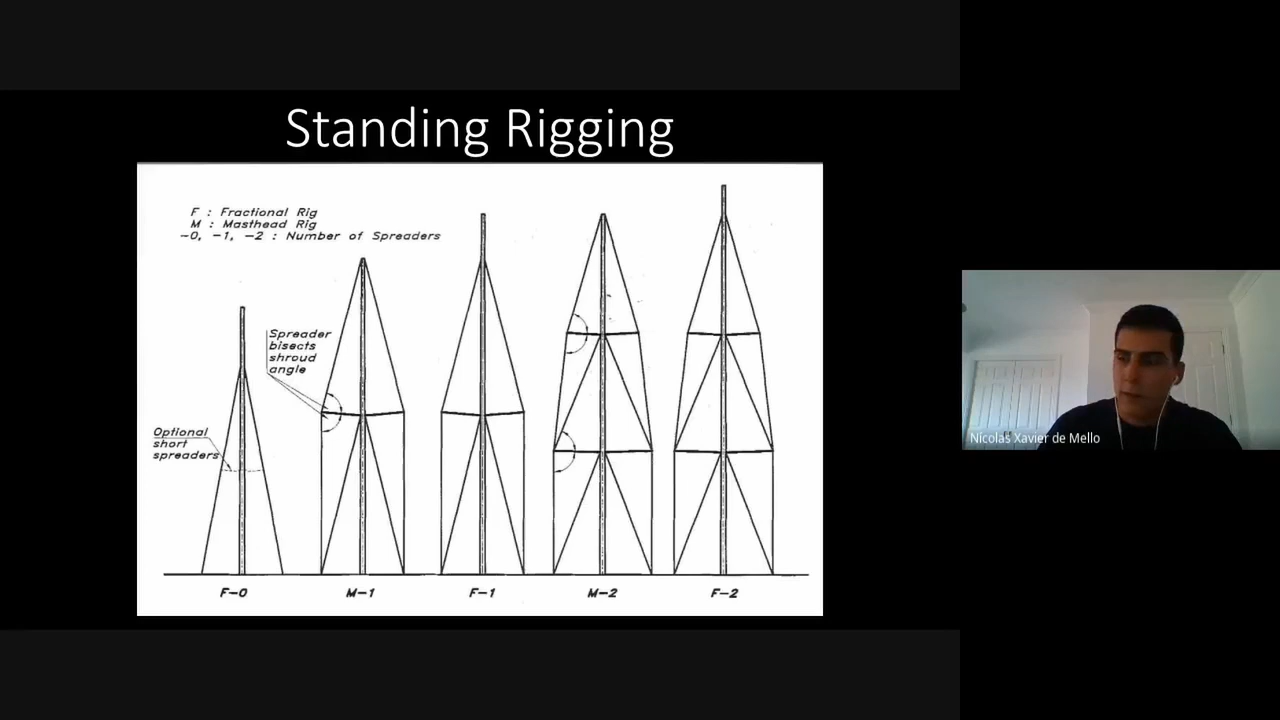 Standing Rigging
F : Fractional Rig
M : Masthead Rig
-0, -1, -2 : Number of Spreaders
Spreader
bisects
shroud
angle
Optional
short
spreaders
F-0
M-1
F-1
M-2
F-2
Nicolas Xavier de Mello